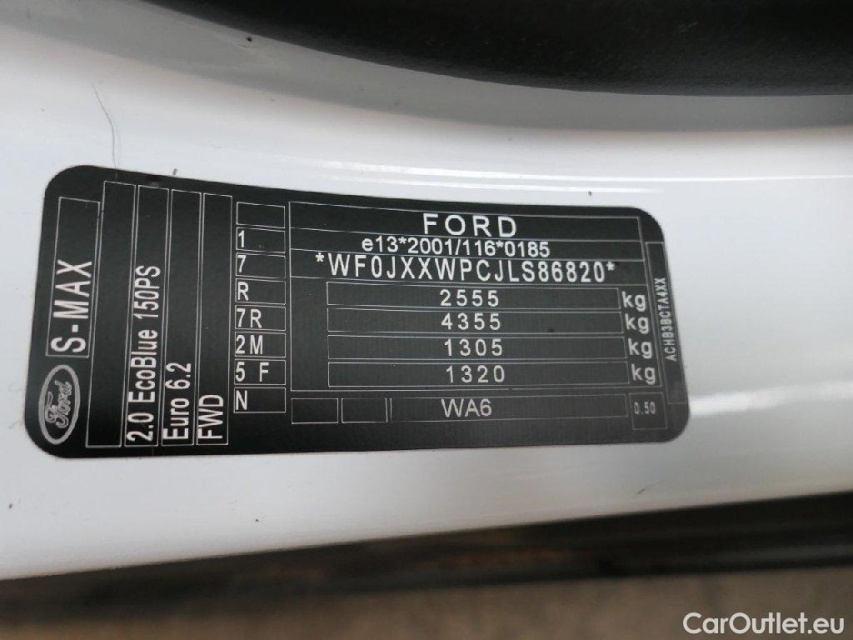 FORD
e13*2001/116*0185
*WF0JXXWPCJLS86820*
2555 kg
4355 kg
1305 kg
1320 kg
WA6
0.50
ACHB3BCTA4XX
1
7
R
7R
2M
5 F
N
S-MAX
2.0 EcoBlue 150PS
Euro 6.2
FWD
Ford
CarOutlet.eu